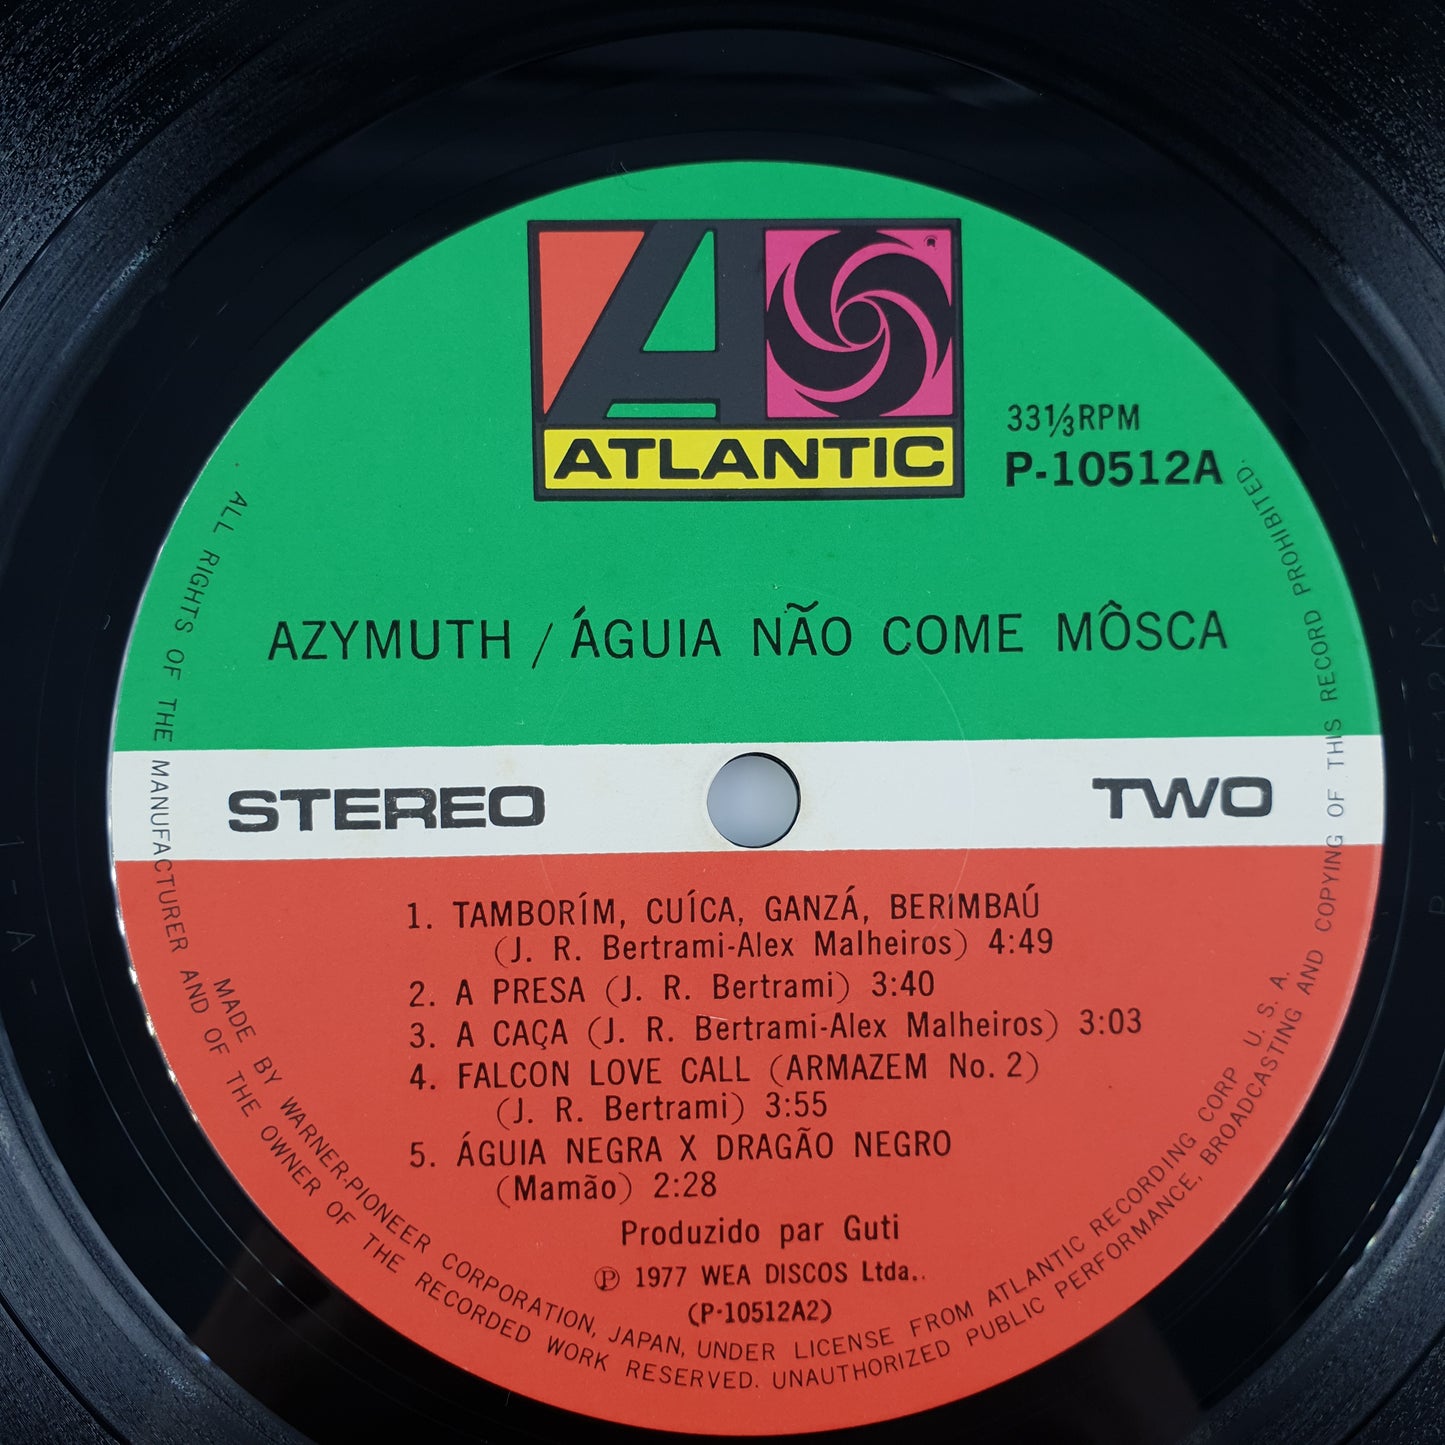 ATLANTIC
33⅓RPM
P-10512A
AZYMUTH / ÁGUIA NÃO COME MÔSCA
STEREO
TWO
1. TAMBORÍM, CUÍCA, GANZÁ, BERIMBAÚ
(J. R. Bertrami-Alex Malheiros) 4:49
2. A PRESA (J. R. Bertrami) 3:40
3. A CAÇA (J. R. Bertrami-Alex Malheiros) 3:03
4. FALCON LOVE CALL (ARMAZEM No. 2)
(J. R. Bertrami) 3:55
5. ÁGUIA NEGRA X DRAGÃO NEGRO
(Mamão) 2:28
Produzido par Guti
Ⓟ 1977 WEA DISCOS Ltda..
(P-10512A2)
MADE BY WARNER-PIONEER CORPORATION, JAPAN, UNDER LICENSE FROM ATLANTIC RECORDING CORP U. S. A.
ALL RIGHTS OF THE MANUFACTURER AND OF THE OWNER OF THE RECORDED WORK RESERVED. UNAUTHORIZED PUBLIC PERFORMANCE, BROADCASTING AND COPYING OF THIS RECORD PROHIBITED.